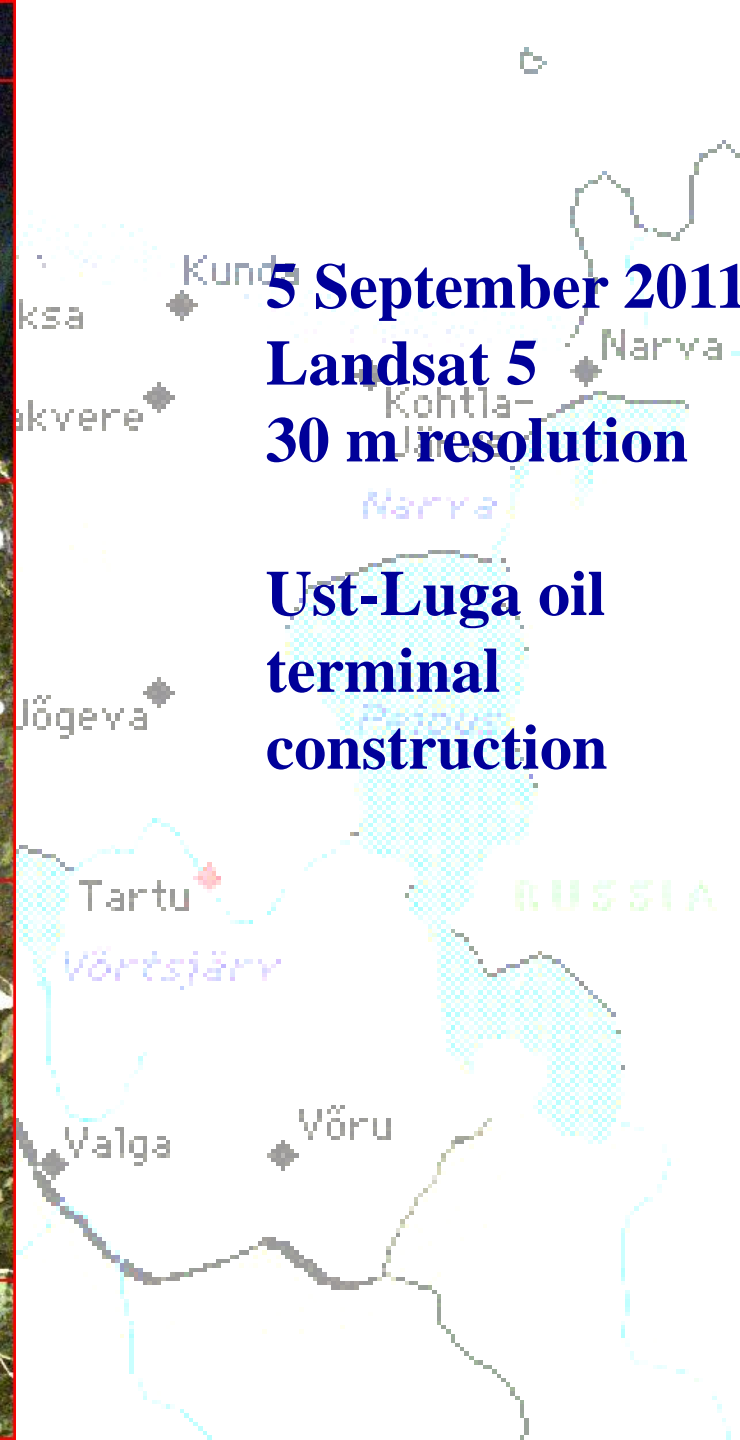 Kunda
5 September 2011
ksa
Narva
Landsat 5
akvere
Kohtla-
Järve
30 m resolution
Narva
Ust-Luga oil
terminal
Jõgeva
Peipus
construction
Tartu
RUSSIA
Võrtsjärv
Võru
Valga